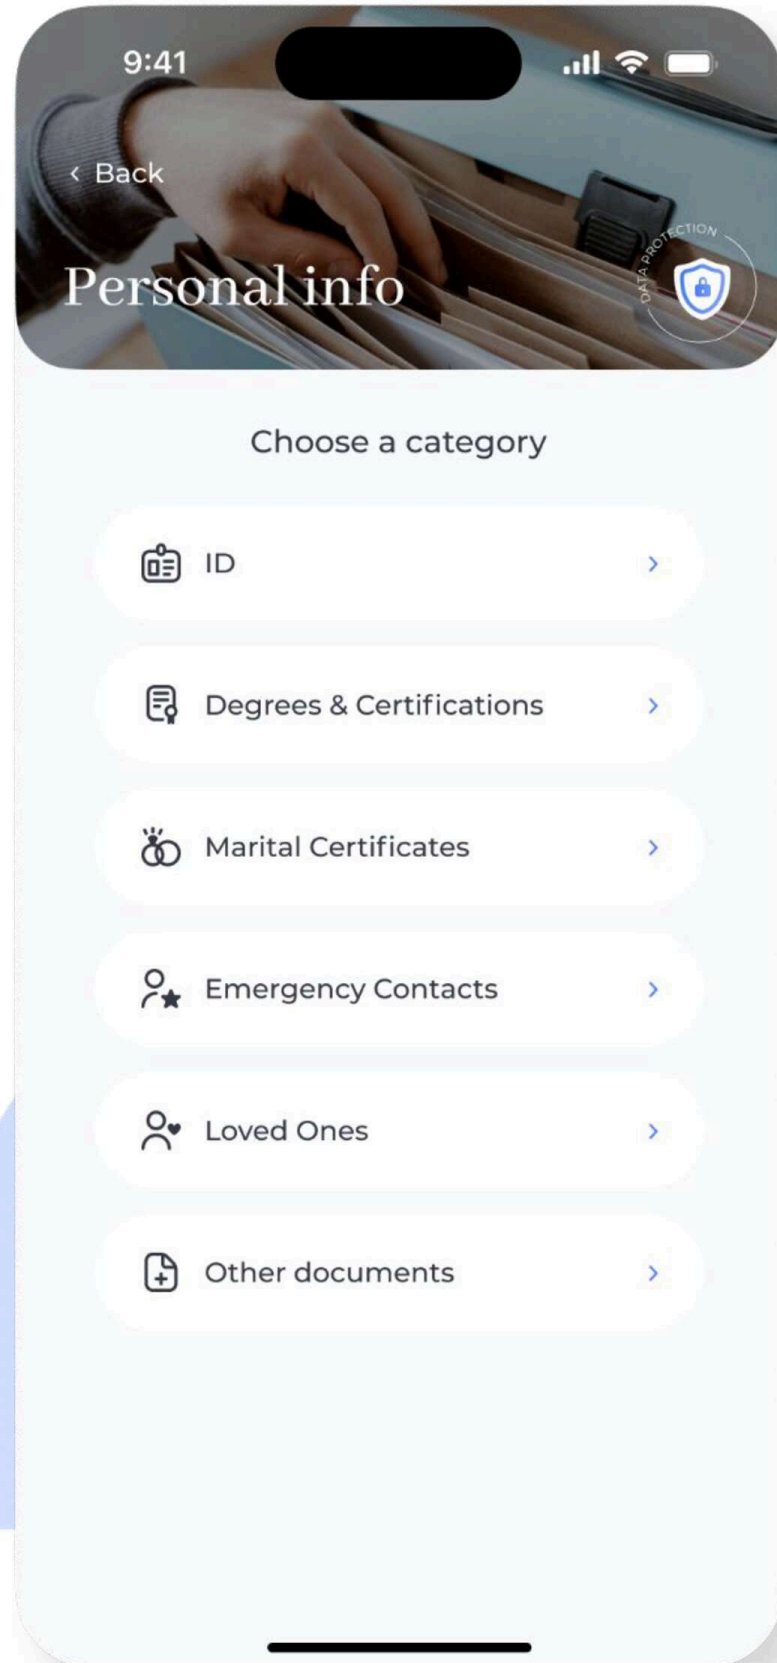 9:41
‹ Back
DATA PROTECTION
Personal info
Choose a category
ID
Degrees & Certifications
Marital Certificates
Emergency Contacts
Loved Ones
Other documents